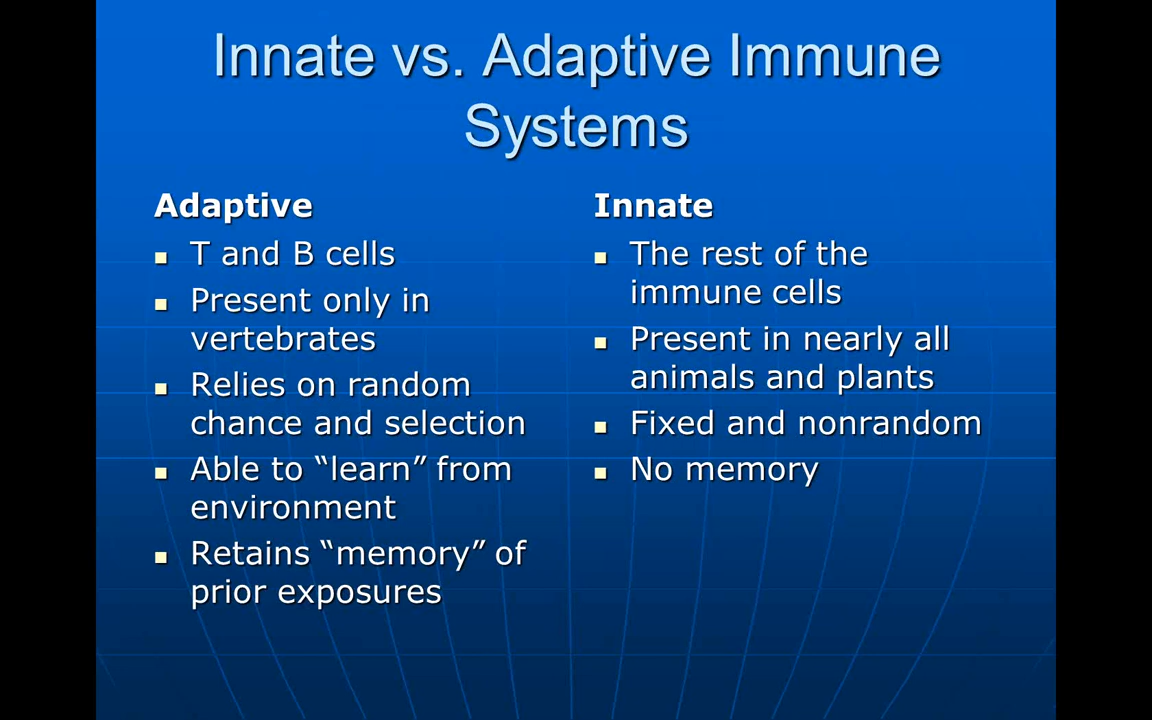 Innate vs. Adaptive Immune
Systems
Adaptive
T and B cells
Present only in
vertebrates
Relies on random
chance and selection
Able to “learn” from
environment
Retains “memory” of
prior exposures
Innate
The rest of the
immune cells
Present in nearly all
animals and plants
Fixed and nonrandom
No memory